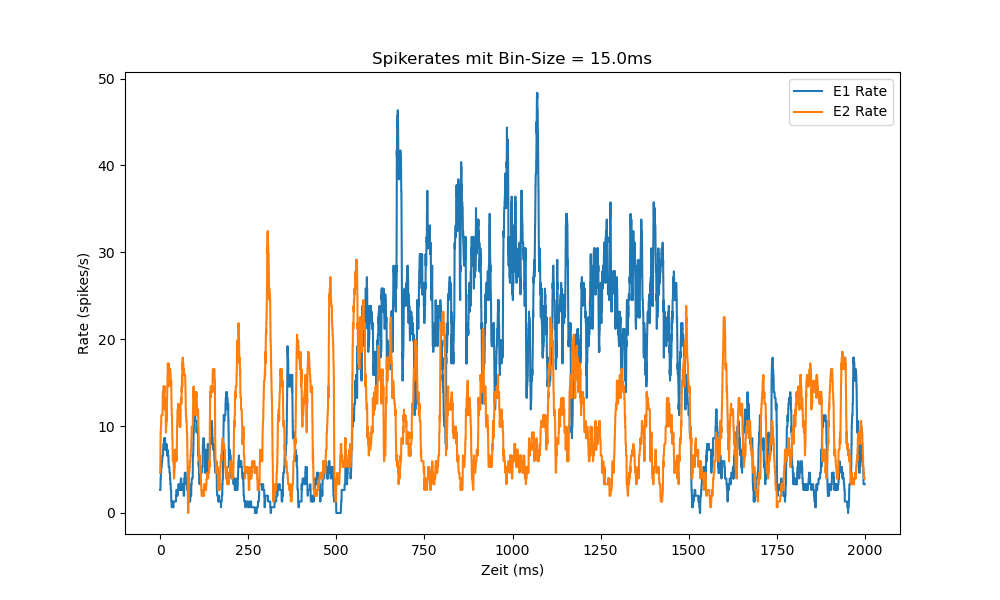 Spikerates mit Bin-Size = 15.0ms
E1 Rate
E2 Rate
Rate (spikes/s)
50
40
30
20
10
0
0 250 500 750 1000 1250 1500 1750 2000
Zeit (ms)